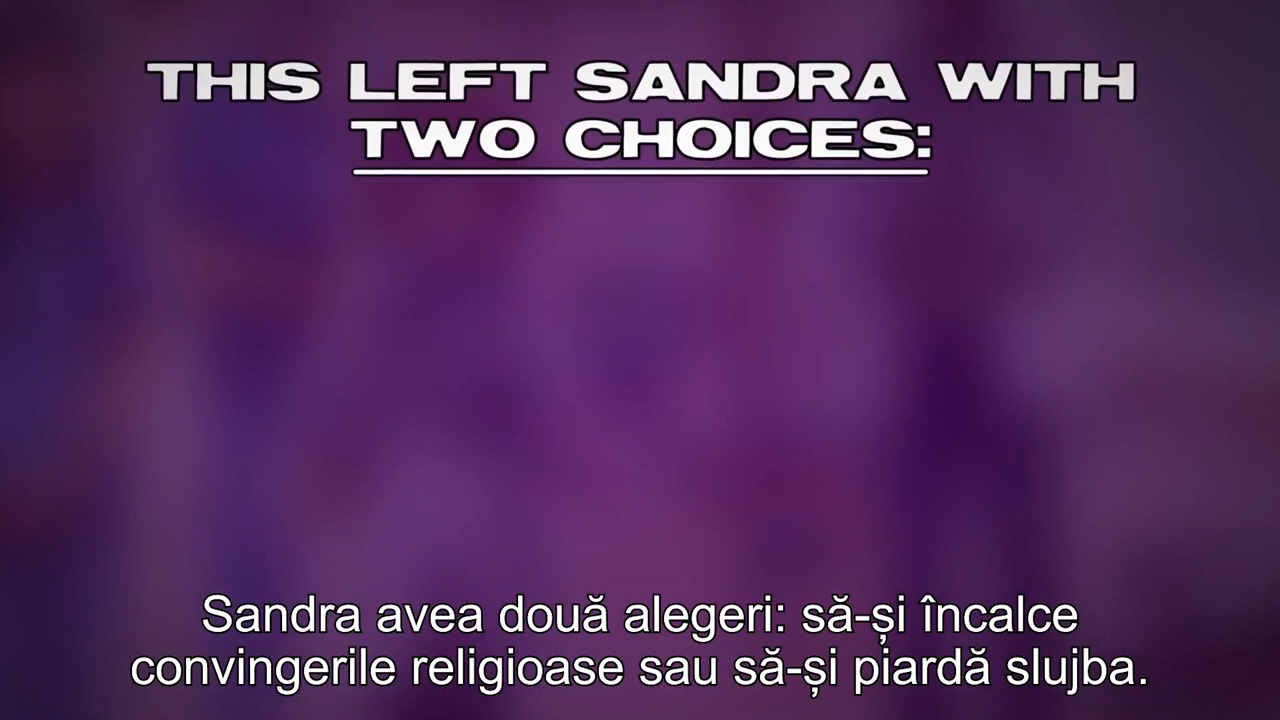 THIS LEFT SANDRA WITH
TWO CHOICES:
Sandra avea două alegeri: să-și încalce
convingerile religioase sau să-și piardă slujba.